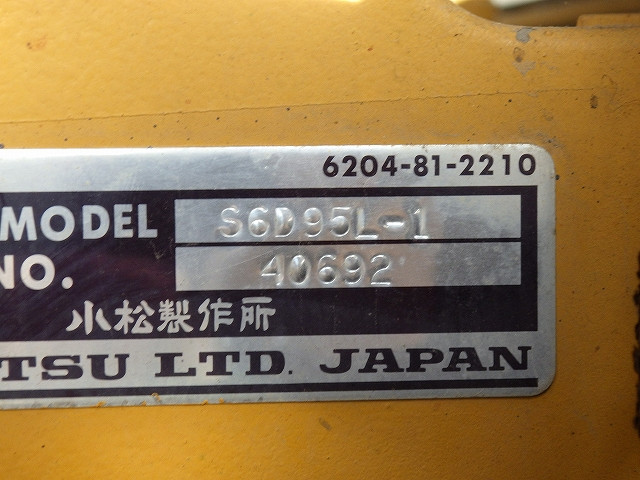 6204-81-2210
MODEL S6D95L-1
NO. 40692
小松製作所
TSU LTD. JAPAN